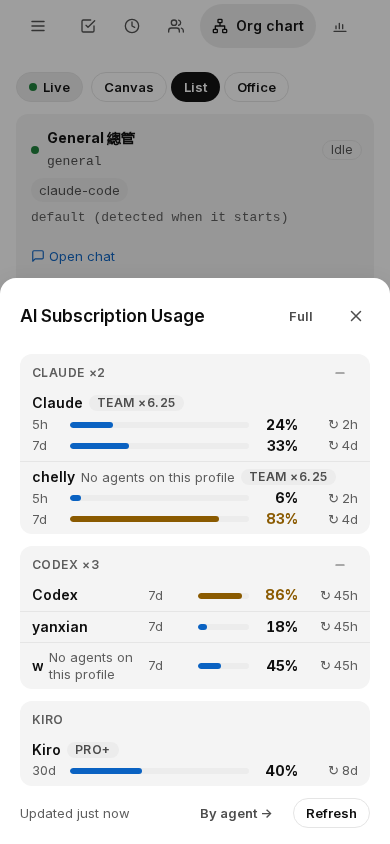 Org chart
Live
Canvas
List
Office
General 總管
general
Idle
claude-code
default (detected when it starts)
Open chat
AI Subscription Usage
Full
CLAUDE ×2
Claude TEAM ×6.25
5h 24% ↻ 2h
7d 33% ↻ 4d
chelly No agents on this profile TEAM ×6.25
5h 6% ↻ 2h
7d 83% ↻ 4d
CODEX ×3
Codex 7d 86% ↻ 45h
yanxian 7d 18% ↻ 45h
w No agents on this profile 7d 45% ↻ 45h
KIRO
Kiro PRO+
30d 40% ↻ 8d
Updated just now
By agent →
Refresh